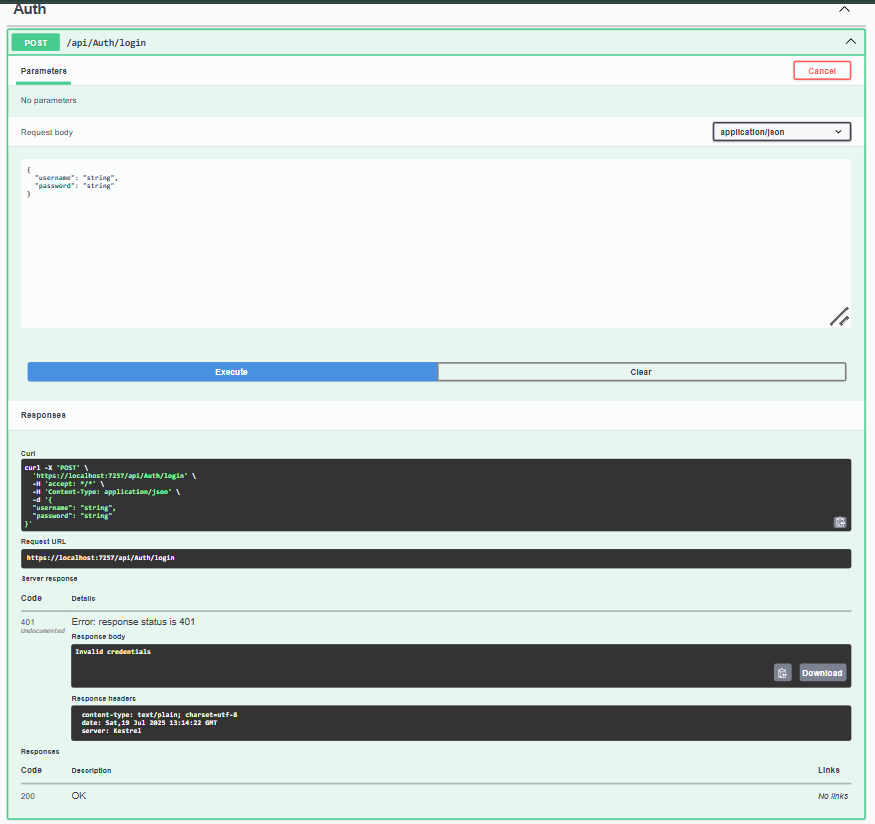 Auth
POST /api/Auth/login
Parameters
Cancel
No parameters
Request body
application/json
{
  "username": "string",
  "password": "string"
}
Execute
Clear
Responses
Curl
curl -X 'POST' \
  'https://localhost:7257/api/Auth/login' \
  -H 'accept: */*' \
  -H 'Content-Type: application/json' \
  -d '{
  "username": "string",
  "password": "string"
}'
Request URL
https://localhost:7257/api/Auth/login
Server response
Code Details
401 Error: response status is 401
Undocumented
Response body
Invalid credentials
Download
Response headers
content-type: text/plain; charset=utf-8
date: Sat,19 Jul 2025 13:14:22 GMT
server: Kestrel
Responses
Code Description Links
200 OK No links